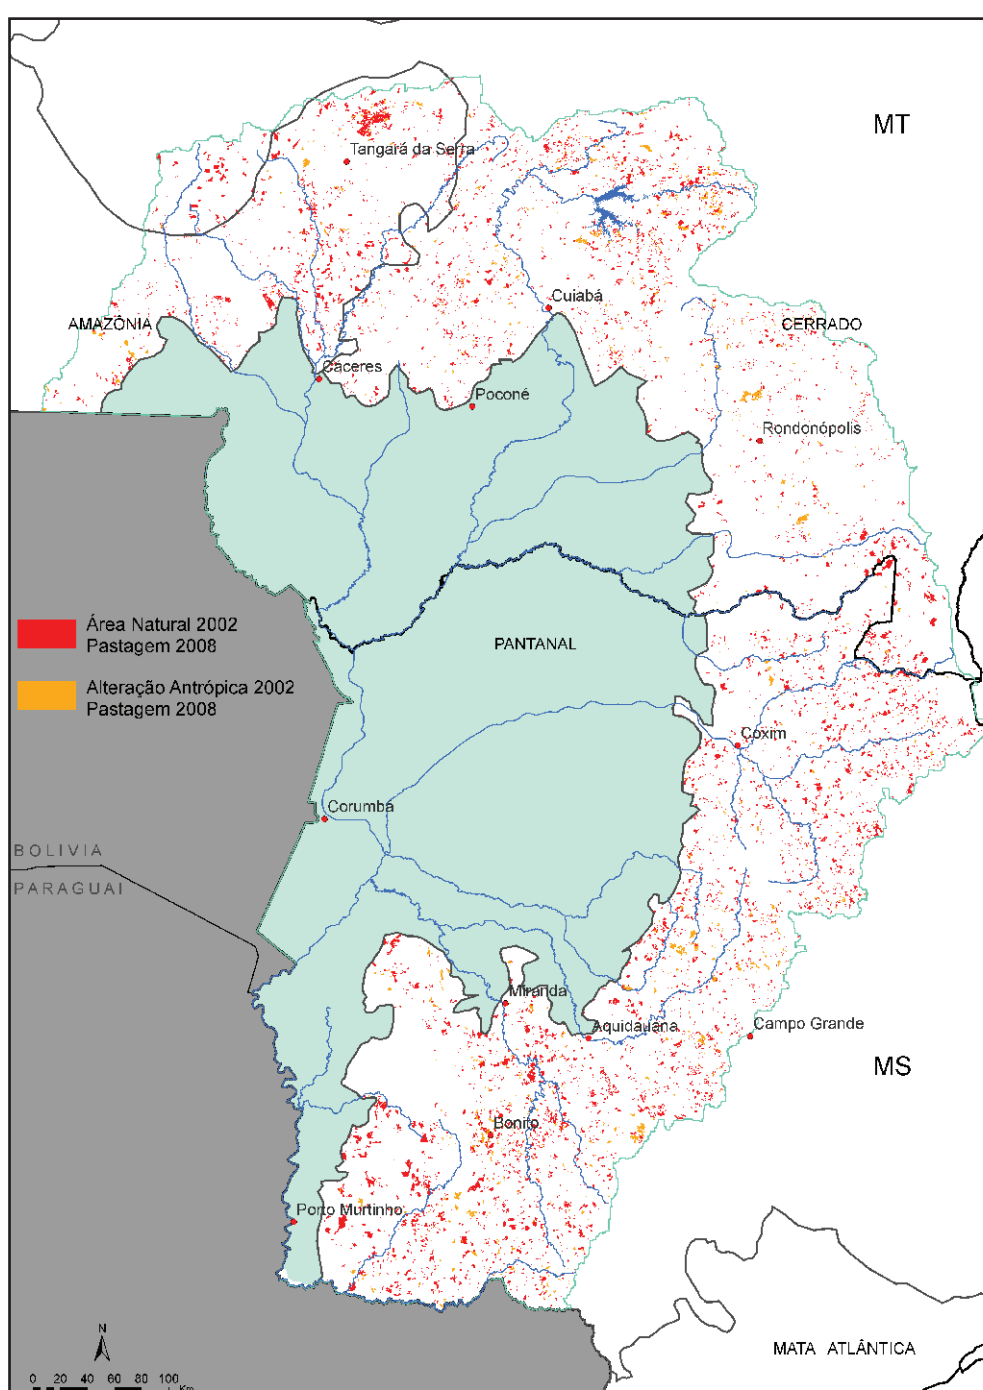 MT
Tangará da Serra
Cuiabá
AMAZÔNIA
CERRADO
Cáceres
Poconé
Rondonópolis
Área Natural 2002
Pastagem 2008
PANTANAL
Alteração Antrópica 2002
Pastagem 2008
Coxim
Corumbá
BOLIVIA
PARAGUAI
Miranda
Aquidauana
Campo Grande
MS
Bonito
Porto Murtinho
N
MATA ATLÂNTICA
0 20 40 60 80 100
Km